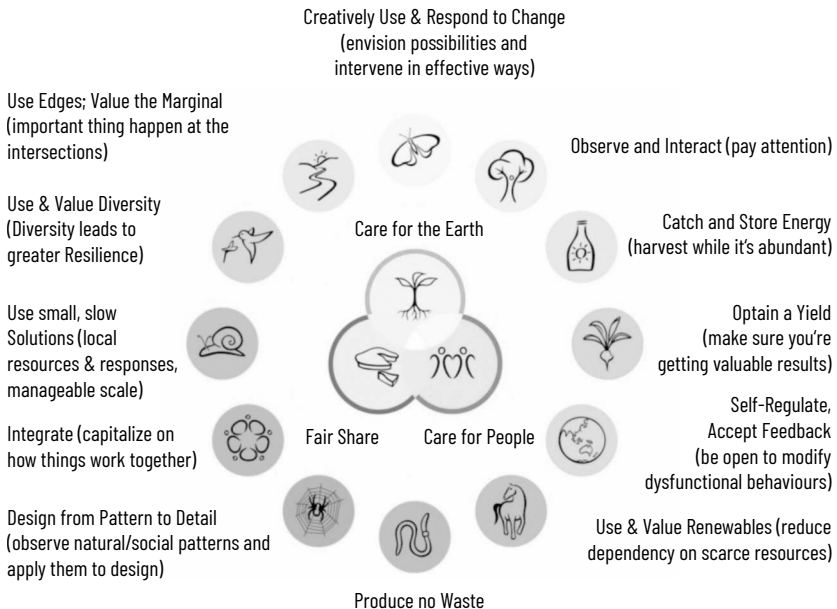 Creatively Use & Respond to Change
(envision possibilities and
intervene in effective ways)
Use Edges; Value the Marginal
(important thing happen at the
intersections)
Observe and Interact (pay attention)
Use & Value Diversity
(Diversity leads to
greater Resilience)
Care for the Earth
Catch and Store Energy
(harvest while it's abundant)
Use small, slow
Solutions (local
resources & responses,
manageable scale)
Optain a Yield
(make sure you're
getting valuable results)
Self-Regulate,
Accept Feedback
(be open to modify
dysfunctional behaviours)
Integrate (capitalize on
how things work together)
Fair Share
Care for People
Design from Pattern to Detail
(observe natural/social patterns and
apply them to design)
Use & Value Renewables (reduce
dependency on scarce resources)
Produce no Waste